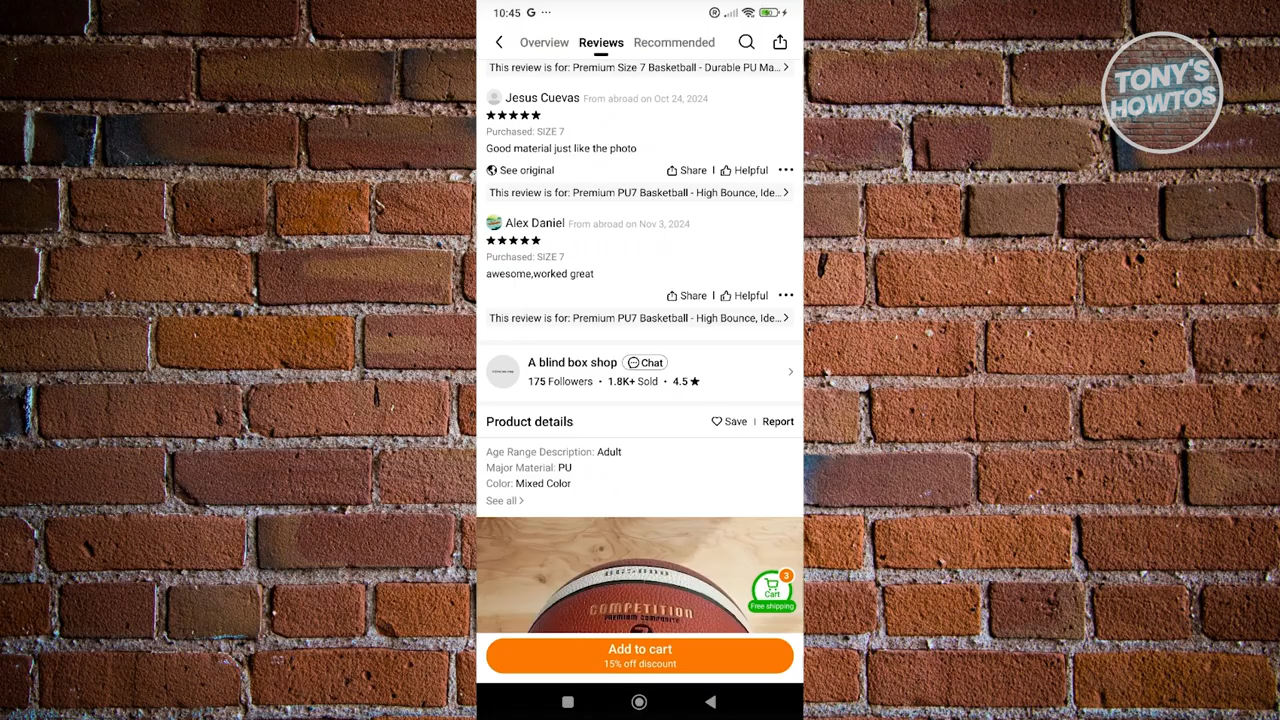 10:45 G ···
Overview Reviews Recommended
This review is for: Premium Size 7 Basketball - Durable PU Ma...
Jesus Cuevas From abroad on Oct 24, 2024
Purchased: SIZE 7
Good material just like the photo
See original Share | Helpful ···
This review is for: Premium PU7 Basketball - High Bounce, Ide...
Alex Daniel From abroad on Nov 3, 2024
Purchased: SIZE 7
awesome,worked great
Share | Helpful ···
This review is for: Premium PU7 Basketball - High Bounce, Ide...
A blind box shop Chat
175 Followers • 1.8K+ Sold • 4.5 ★
Product details Save | Report
Age Range Description: Adult
Major Material: PU
Color: Mixed Color
See all >
COMPETITION
PREMIUM COMPOSITE
3
Cart
Free shipping
Add to cart
15% off discount
TONY'S
HOWTOS